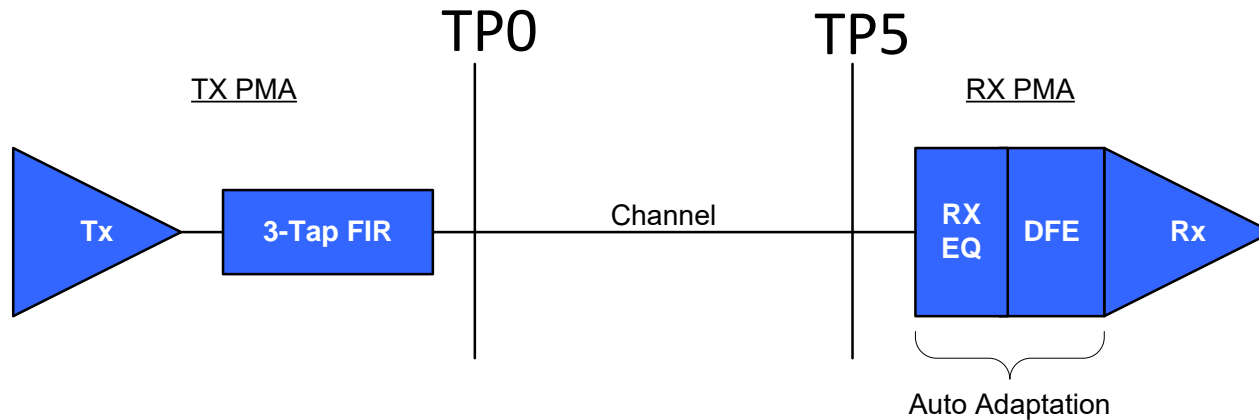 TP0
TP5
TX PMA
RX PMA
Tx
3-Tap FIR
Channel
RX
EQ
DFE
Rx
Auto Adaptation